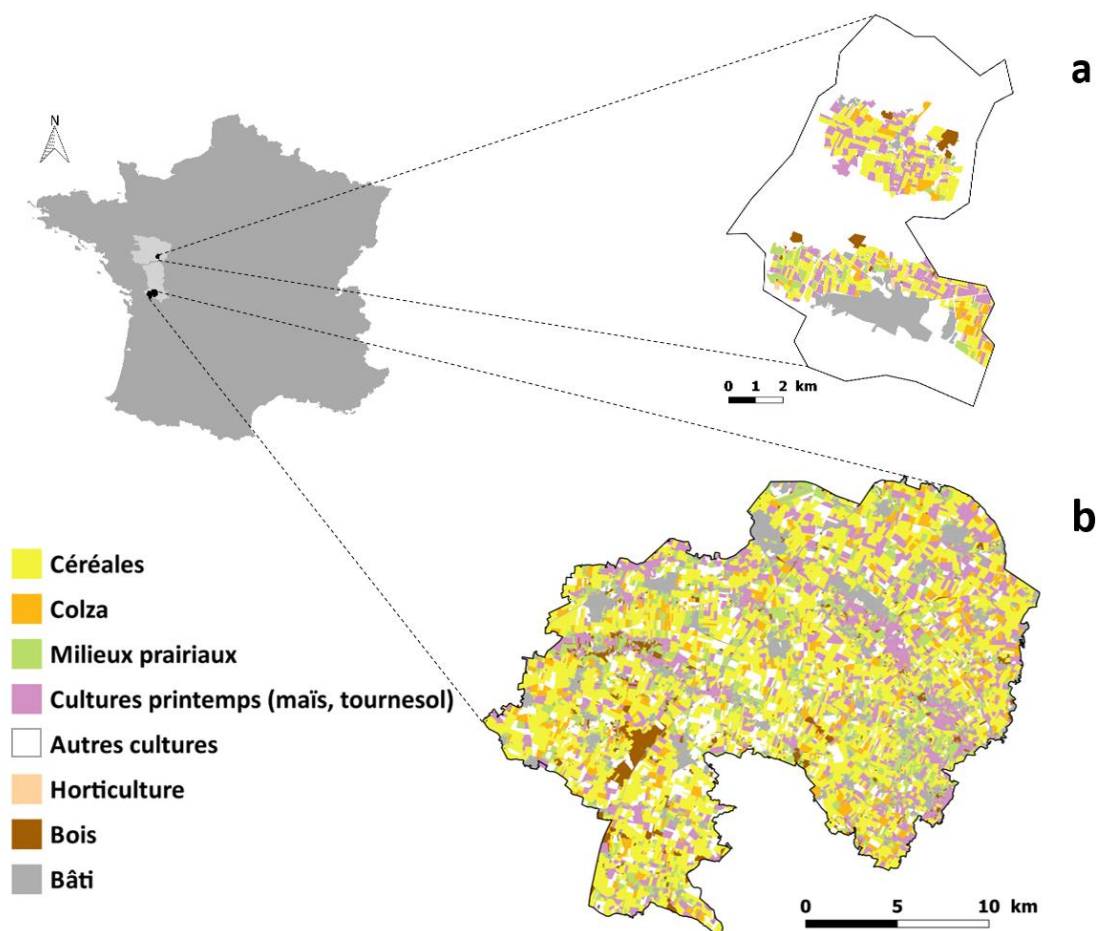 N
a
0 1 2 km
b
Céréales
Colza
Milieux prairiaux
Cultures printemps (maïs, tournesol)
Autres cultures
Horticulture
Bois
Bâti
0 5 10 km